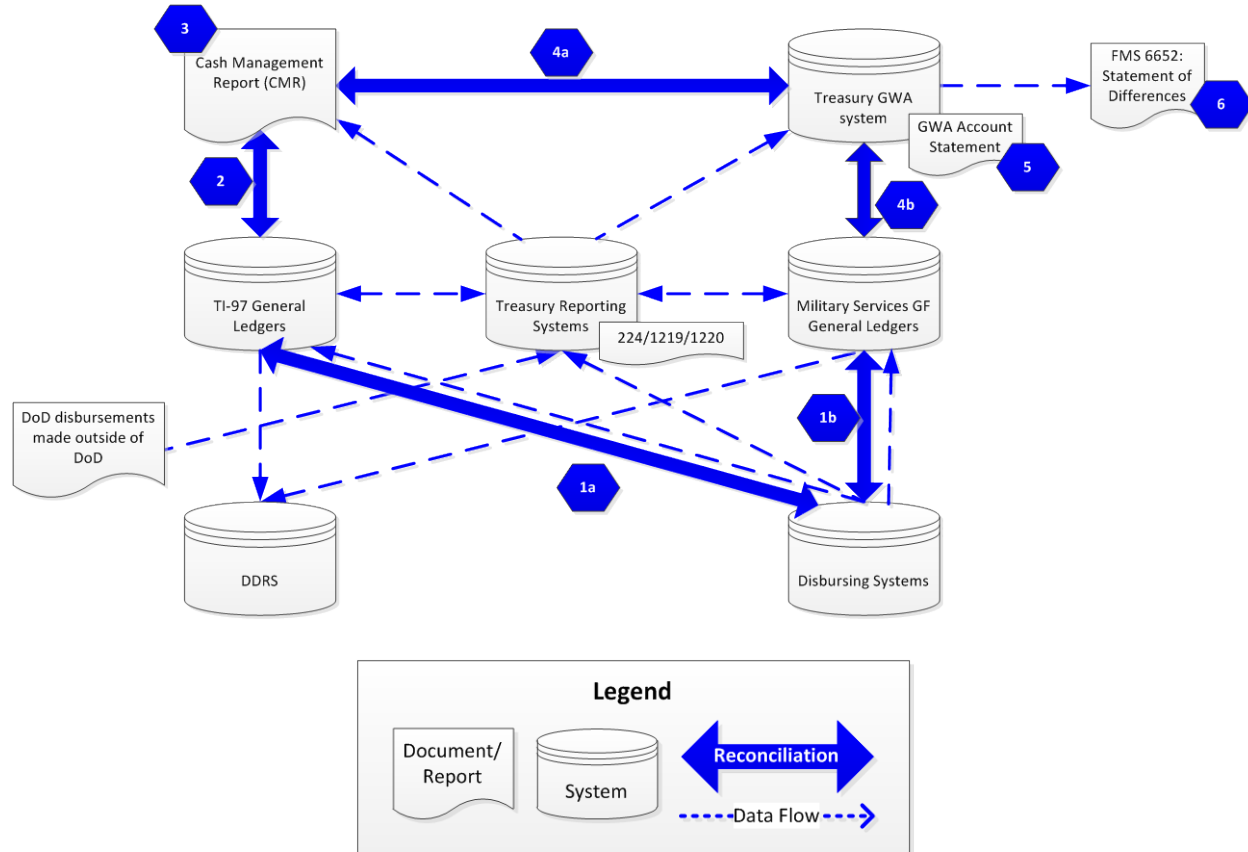 3
Cash Management
Report (CMR)
4a
Treasury GWA
system
FMS 6652:
Statement of
Differences
6
GWA Account
Statement
5
2
4b
TI-97 General
Ledgers
Treasury Reporting
Systems
224/1219/1220
Military Services GF
General Ledgers
DoD disbursements
made outside of
DoD
1b
1a
DDRS
Disbursing Systems
Legend
Document/
Report
System
Reconciliation
Data Flow